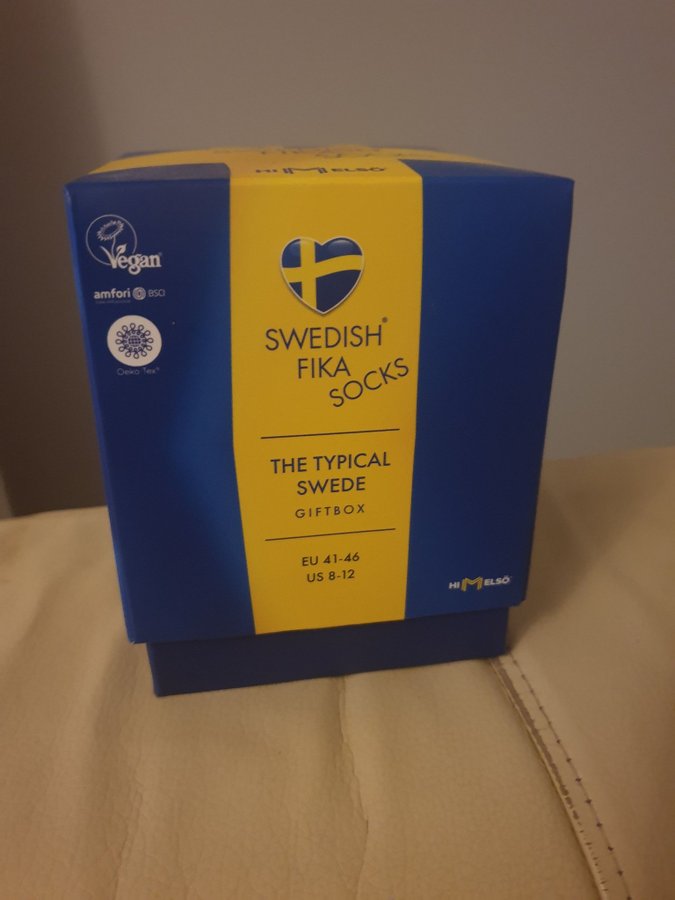 HIMELSÖ
Vegan
amfori BSCI
Oeko-Tex®
SWEDISH®
FIKA
SOCKS
THE TYPICAL
SWEDE
GIFTBOX
EU 41-46
US 8-12
HIMELSÖ